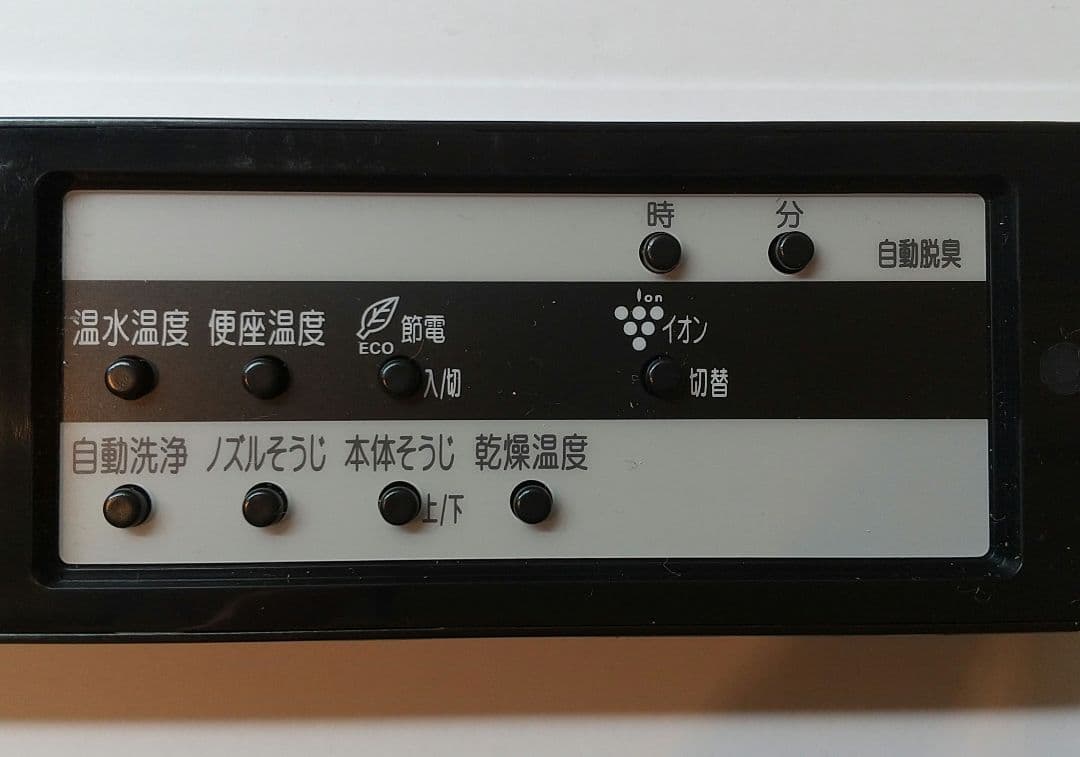 時 分
自動脱臭
Ion
温水温度 便座温度 ECO 節電 イオン
入/切 切替
自動洗浄 ノズルそうじ 本体そうじ 乾燥温度
上/下